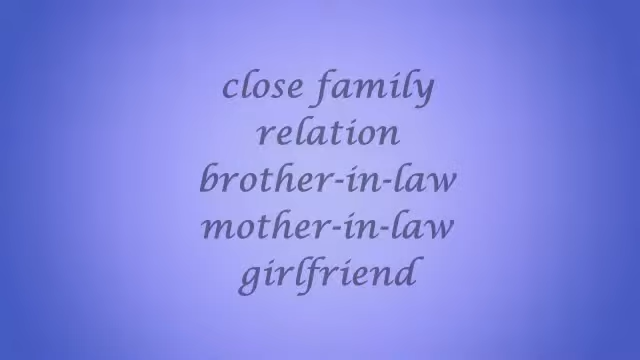 close family
relation
brother-in-law
mother-in-law
girlfriend